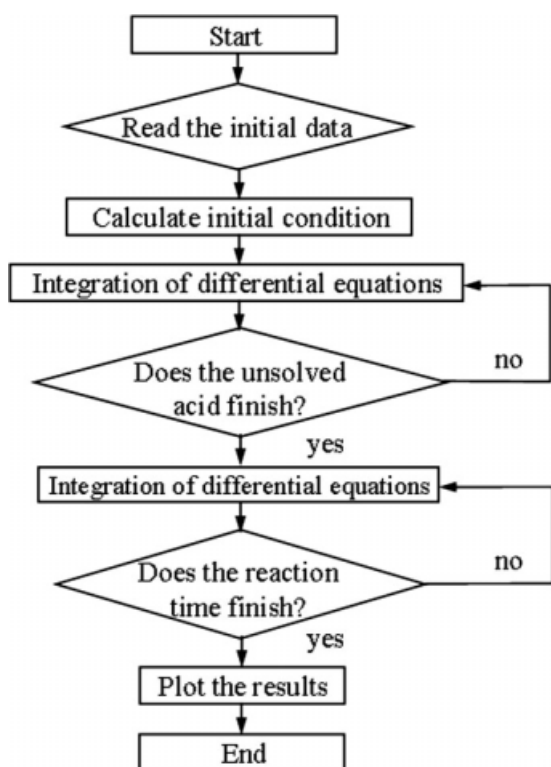 Start
Read the initial data
Calculate initial condition
Integration of differential equations
Does the unsolved
acid finish?
no
yes
Integration of differential equations
Does the reaction
time finish?
no
yes
Plot the results
End